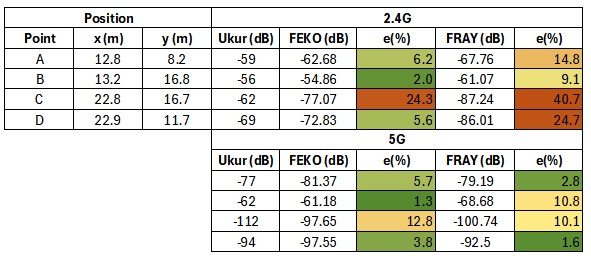 Position 2.4G
Point x (m) y (m) Ukur (dB) FEKO (dB) e(%) FRAY (dB) e(%)
A 12.8 8.2 -59 -62.68 6.2 -67.76 14.8
B 13.2 16.8 -56 -54.86 2.0 -61.07 9.1
C 22.8 16.7 -62 -77.07 24.3 -87.24 40.7
D 22.9 11.7 -69 -72.83 5.6 -86.01 24.7
5G
Ukur (dB) FEKO (dB) e(%) FRAY (dB) e(%)
-77 -81.37 5.7 -79.19 2.8
-62 -61.18 1.3 -68.68 10.8
-112 -97.65 12.8 -100.74 10.1
-94 -97.55 3.8 -92.5 1.6